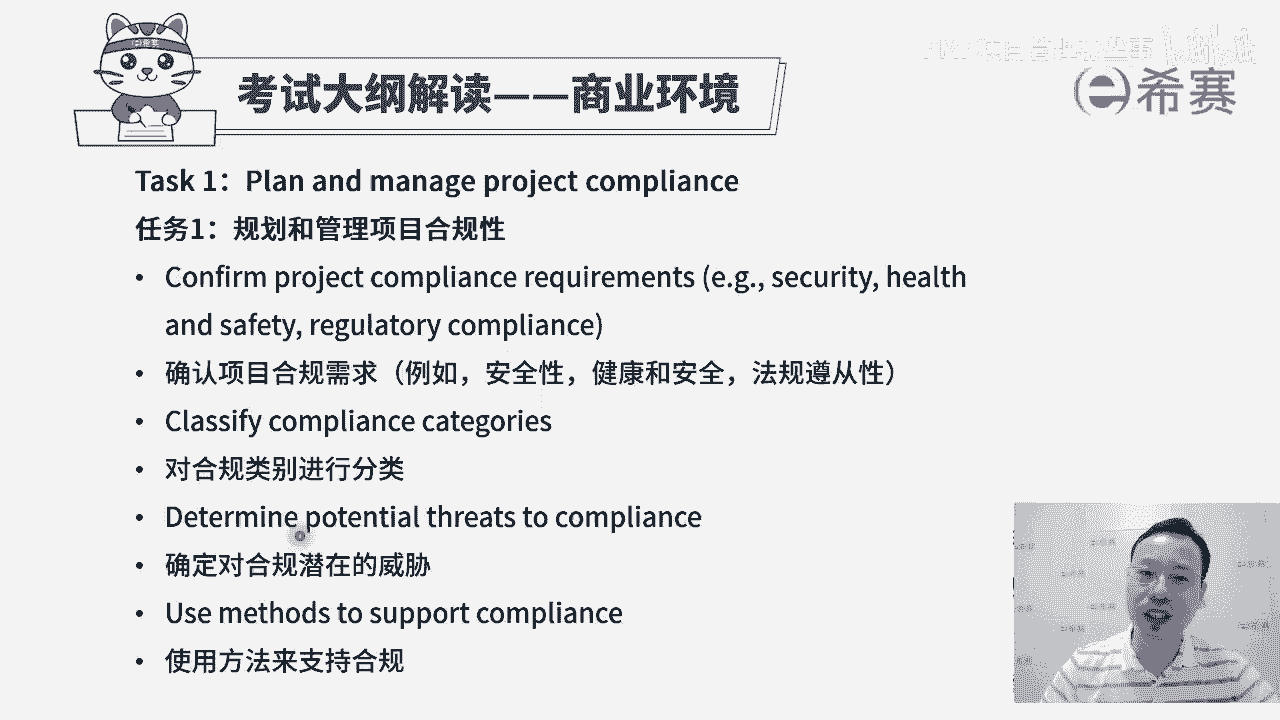 考试大纲解读——商业环境
希赛
Task 1：Plan and manage project compliance
任务1：规划和管理项目合规性
• Confirm project compliance requirements (e.g., security, health
and safety, regulatory compliance)
• 确认项目合规需求（例如，安全性，健康和安全，法规遵从性）
• Classify compliance categories
• 对合规类别进行分类
• Determine potential threats to compliance
• 确定对合规潜在的威胁
• Use methods to support compliance
• 使用方法来支持合规